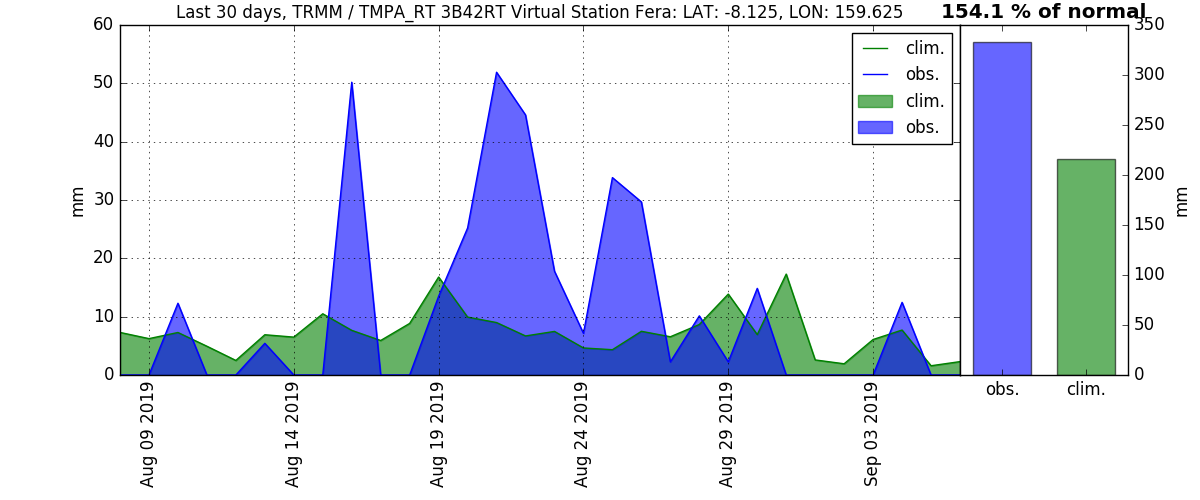 Last 30 days, TRMM / TMPA_RT 3B42RT Virtual Station Fera: LAT: -8.125, LON: 159.625
154.1 % of normal
60
50
40
30
20
10
0
mm
clim.
obs.
clim.
obs.
350
300
250
200
150
100
50
0
mm
obs.
clim.
Aug 09 2019
Aug 14 2019
Aug 19 2019
Aug 24 2019
Aug 29 2019
Sep 03 2019